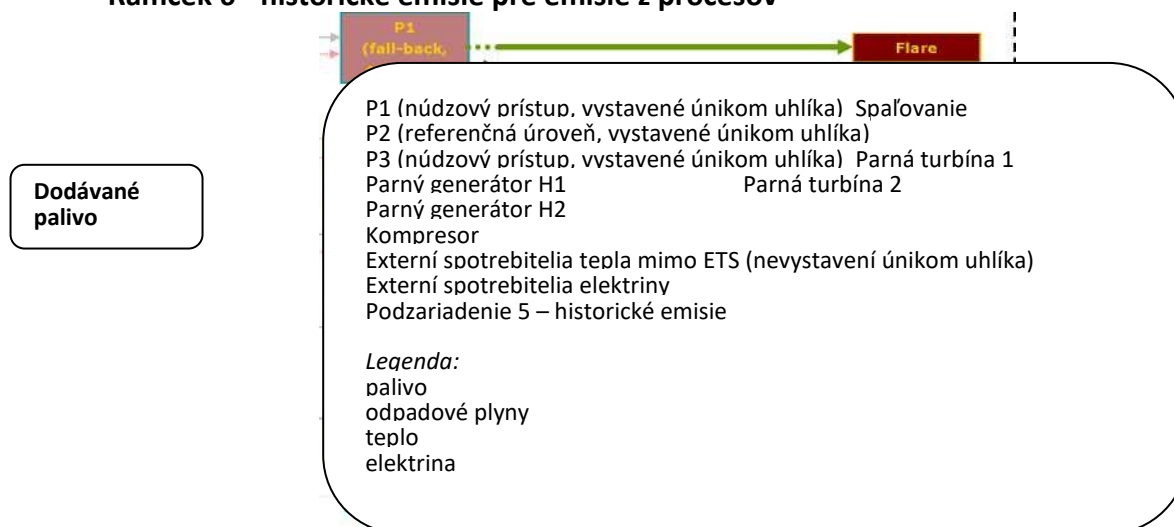 Rámček 6 - historické emisie pre emisie z procesov
P1
(fall-back,
Flare
P1 (núdzový prístup, vystavené únikom uhlíka) Spaľovanie
P2 (referenčná úroveň, vystavené únikom uhlíka)
P3 (núdzový prístup, vystavené únikom uhlíka) Parná turbína 1
Parný generátor H1 Parná turbína 2
Parný generátor H2
Kompresor
Externí spotrebitelia tepla mimo ETS (nevystavení únikom uhlíka)
Externí spotrebitelia elektriny
Podzariadenie 5 – historické emisie
Legenda:
palivo
odpadové plyny
teplo
elektrina
Dodávané
palivo